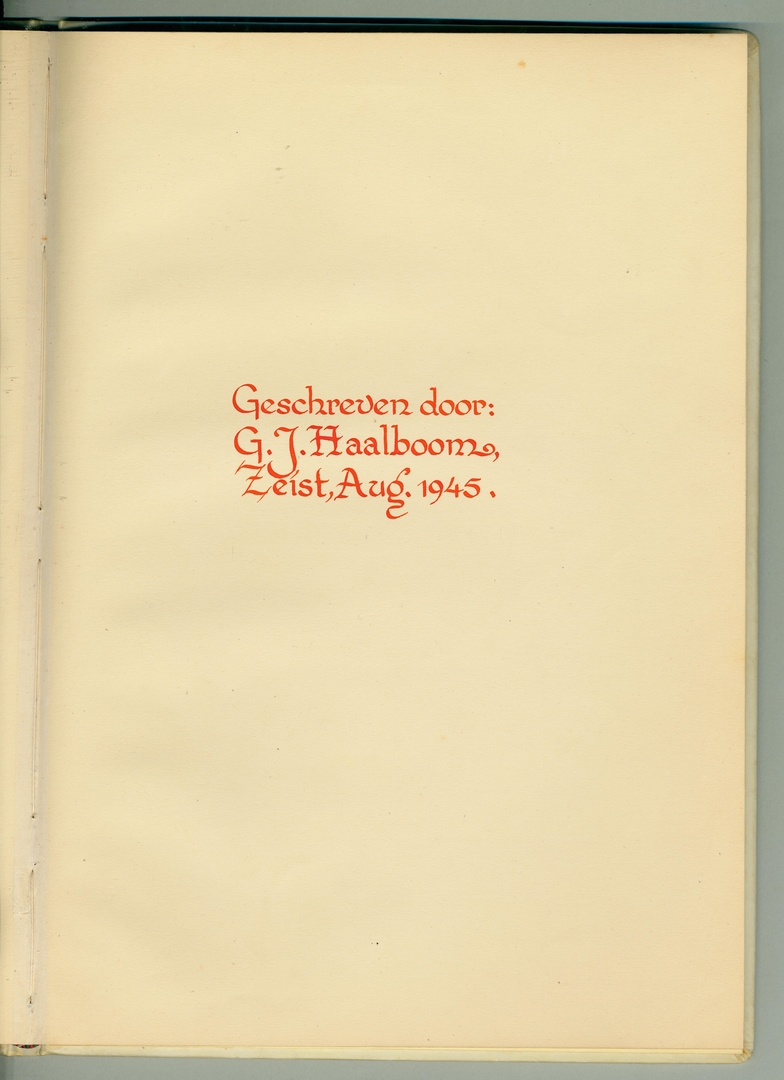 Geschreven door:
G. J. Haalboom,
Zeist, Aug. 1945.